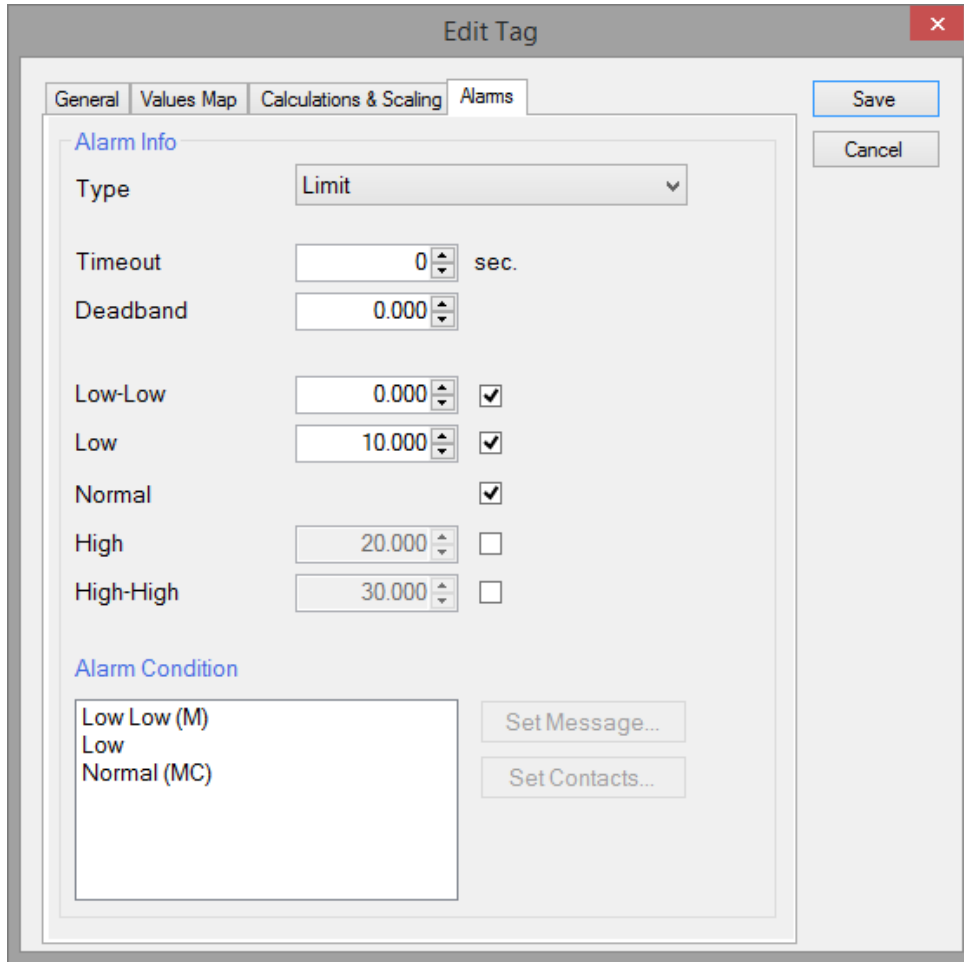 Edit Tag
General Values Map Calculations & Scaling Alarms
Save
Cancel
Alarm Info
Type Limit
Timeout 0 sec.
Deadband 0.000
Low-Low 0.000
Low 10.000
Normal
High 20.000
High-High 30.000
Alarm Condition
Low Low (M)
Low
Normal (MC)
Set Message...
Set Contacts...